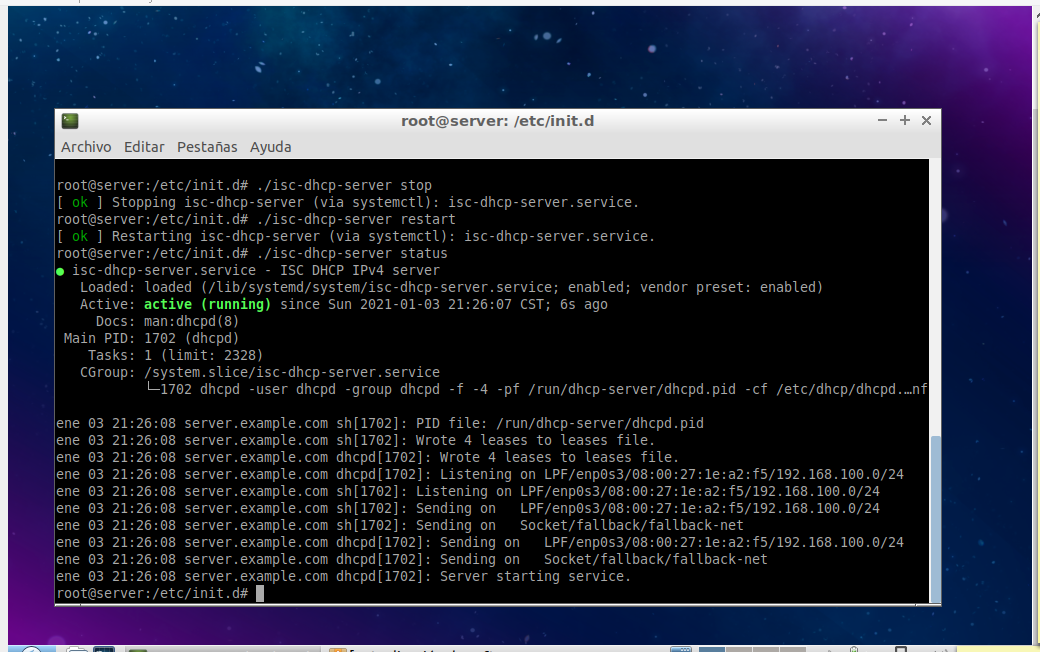 root@server: /etc/init.d
Archivo Editar Pestañas Ayuda
root@server:/etc/init.d# ./isc-dhcp-server stop
[ ok ] Stopping isc-dhcp-server (via systemctl): isc-dhcp-server.service.
root@server:/etc/init.d# ./isc-dhcp-server restart
[ ok ] Restarting isc-dhcp-server (via systemctl): isc-dhcp-server.service.
root@server:/etc/init.d# ./isc-dhcp-server status
● isc-dhcp-server.service - ISC DHCP IPv4 server
Loaded: loaded (/lib/systemd/system/isc-dhcp-server.service; enabled; vendor preset: enabled)
Active: active (running) since Sun 2021-01-03 21:26:07 CST; 6s ago
Docs: man:dhcpd(8)
Main PID: 1702 (dhcpd)
Tasks: 1 (limit: 2328)
CGroup: /system.slice/isc-dhcp-server.service
└─1702 dhcpd -user dhcpd -group dhcpd -f -4 -pf /run/dhcp-server/dhcpd.pid -cf /etc/dhcp/dhcpd.…nf
ene 03 21:26:08 server.example.com sh[1702]: PID file: /run/dhcp-server/dhcpd.pid
ene 03 21:26:08 server.example.com sh[1702]: Wrote 4 leases to leases file.
ene 03 21:26:08 server.example.com dhcpd[1702]: Wrote 4 leases to leases file.
ene 03 21:26:08 server.example.com dhcpd[1702]: Listening on LPF/enp0s3/08:00:27:1e:a2:f5/192.168.100.0/24
ene 03 21:26:08 server.example.com sh[1702]: Listening on LPF/enp0s3/08:00:27:1e:a2:f5/192.168.100.0/24
ene 03 21:26:08 server.example.com sh[1702]: Sending on   LPF/enp0s3/08:00:27:1e:a2:f5/192.168.100.0/24
ene 03 21:26:08 server.example.com sh[1702]: Sending on   Socket/fallback/fallback-net
ene 03 21:26:08 server.example.com dhcpd[1702]: Sending on   LPF/enp0s3/08:00:27:1e:a2:f5/192.168.100.0/24
ene 03 21:26:08 server.example.com dhcpd[1702]: Sending on   Socket/fallback/fallback-net
ene 03 21:26:08 server.example.com dhcpd[1702]: Server starting service.
root@server:/etc/init.d#